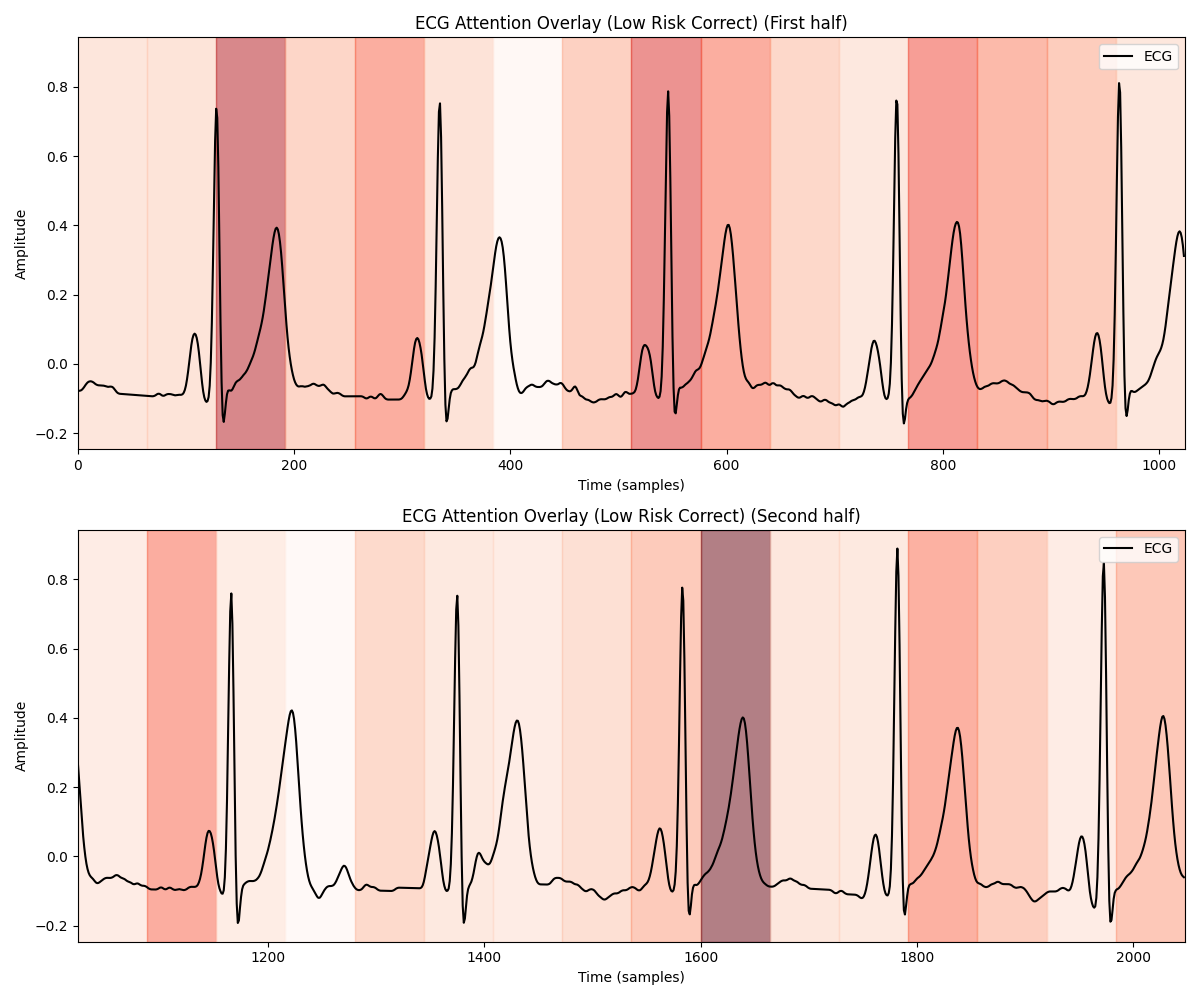 ECG Attention Overlay (Low Risk Correct) (First half)
ECG
Amplitude
0.8
0.6
0.4
0.2
0.0
−0.2
0 200 400 600 800 1000
Time (samples)
ECG Attention Overlay (Low Risk Correct) (Second half)
ECG
Amplitude
0.8
0.6
0.4
0.2
0.0
−0.2
1200 1400 1600 1800 2000
Time (samples)